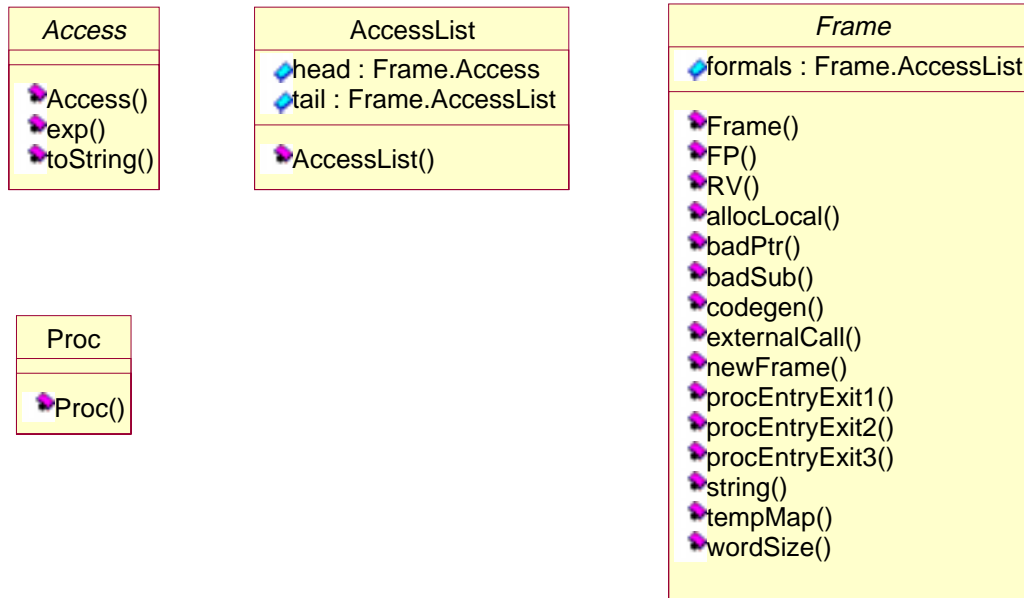 Access
Access()
exp()
toString()
AccessList
head : Frame.Access
tail : Frame.AccessList
AccessList()
Frame
formals : Frame.AccessList
Frame()
FP()
RV()
allocLocal()
badPtr()
badSub()
codegen()
externalCall()
newFrame()
procEntryExit1()
procEntryExit2()
procEntryExit3()
string()
tempMap()
wordSize()
Proc
Proc()